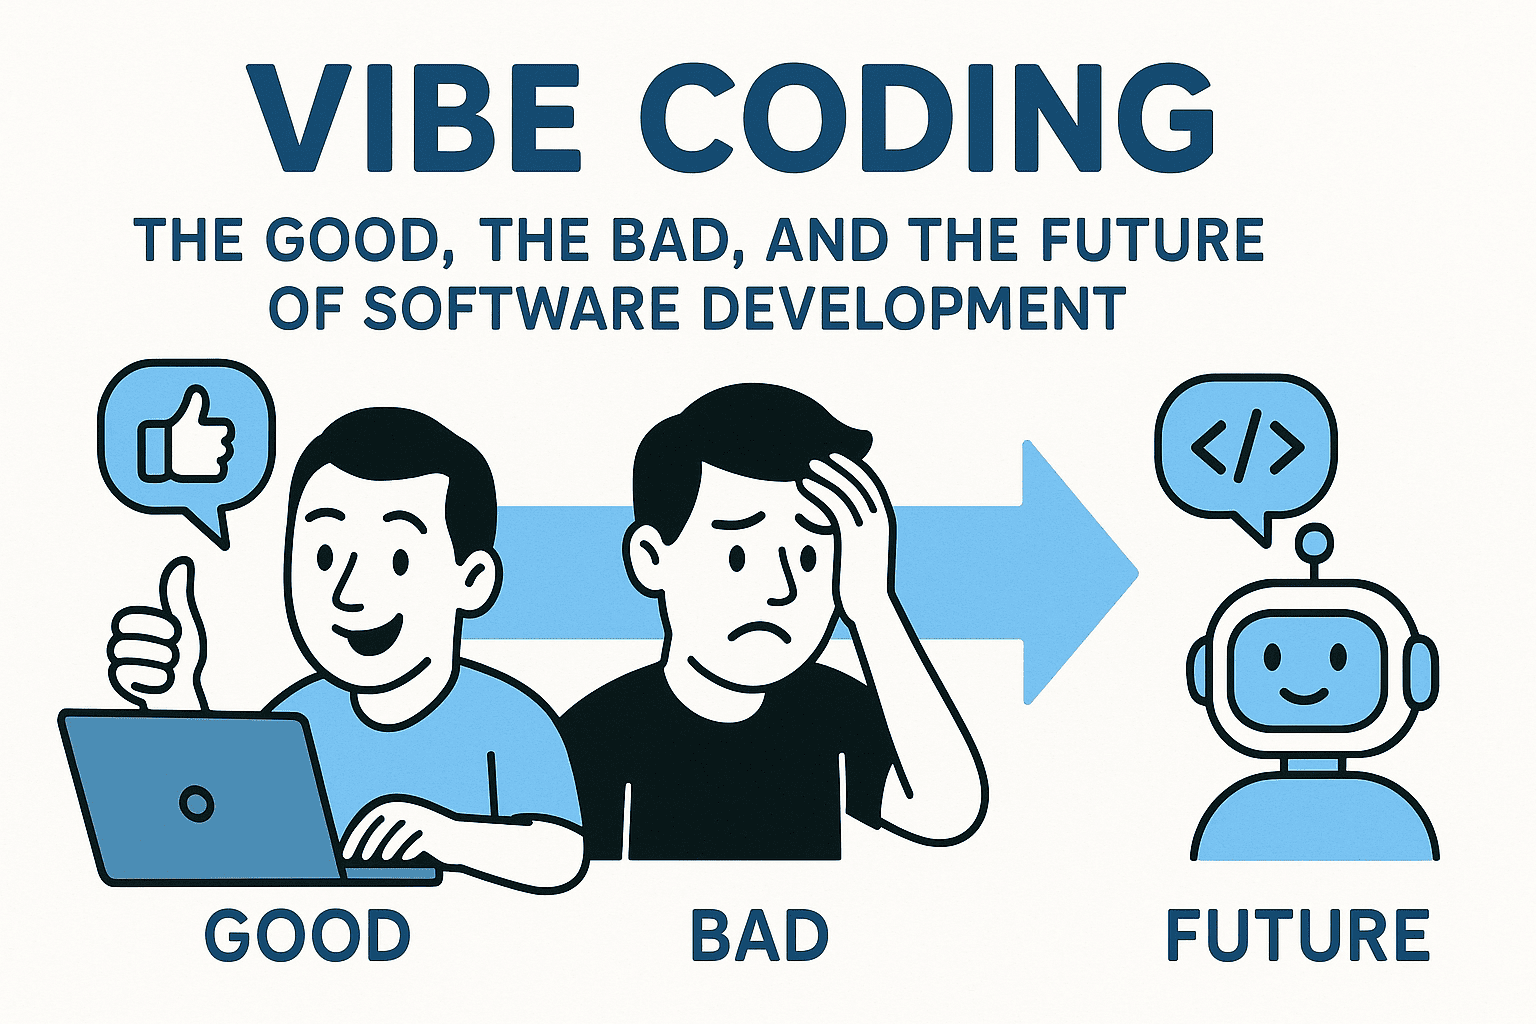 VIBE CODING
THE GOOD, THE BAD, AND THE FUTURE
OF SOFTWARE DEVELOPMENT
</>
GOOD
BAD
FUTURE